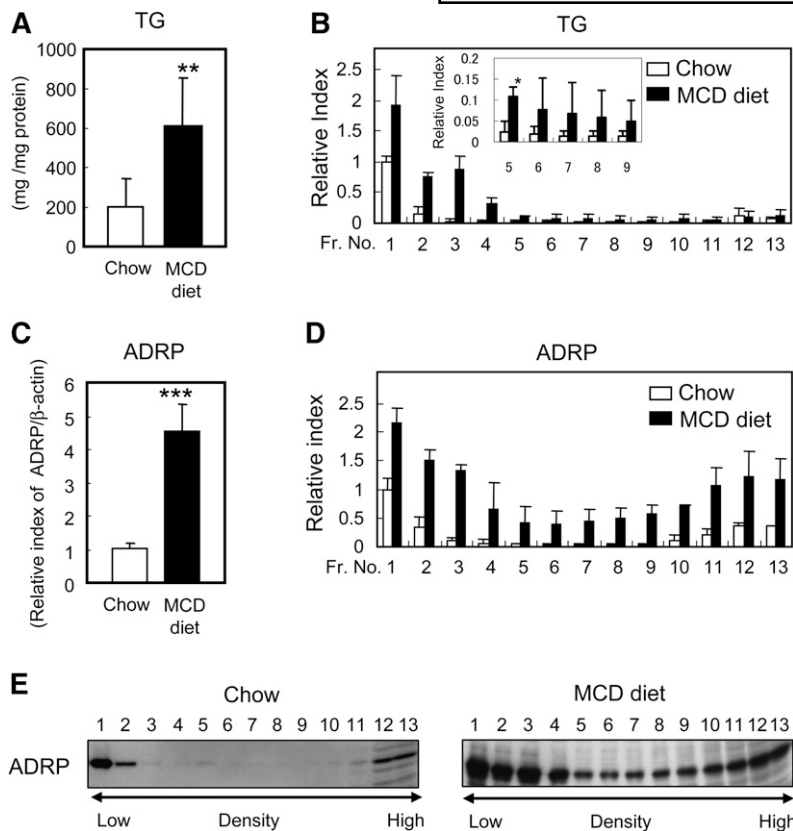 A
TG
(mg /mg protein)
1000
800
600
400
200
0
**
Chow
MCD
diet
B
TG
Relative Index
2.5
2
1.5
1
0.5
0
Relative Index
0.2
0.15
0.1
0.05
0
*
5 6 7 8 9
Chow
MCD diet
Fr. No. 1 2 3 4 5 6 7 8 9 10 11 12 13
C
ADRP
(Relative index of ADRP/β-actin)
6
5
4
3
2
1
0
***
Chow
MCD
diet
D
ADRP
Relative index
2.5
2
1.5
1
0.5
0
Chow
MCD diet
Fr. No. 1 2 3 4 5 6 7 8 9 10 11 12 13
E
Chow
1 2 3 4 5 6 7 8 9 10 11 12 13
ADRP
Low Density High
MCD diet
1 2 3 4 5 6 7 8 9 10 11 12 13
Low Density High